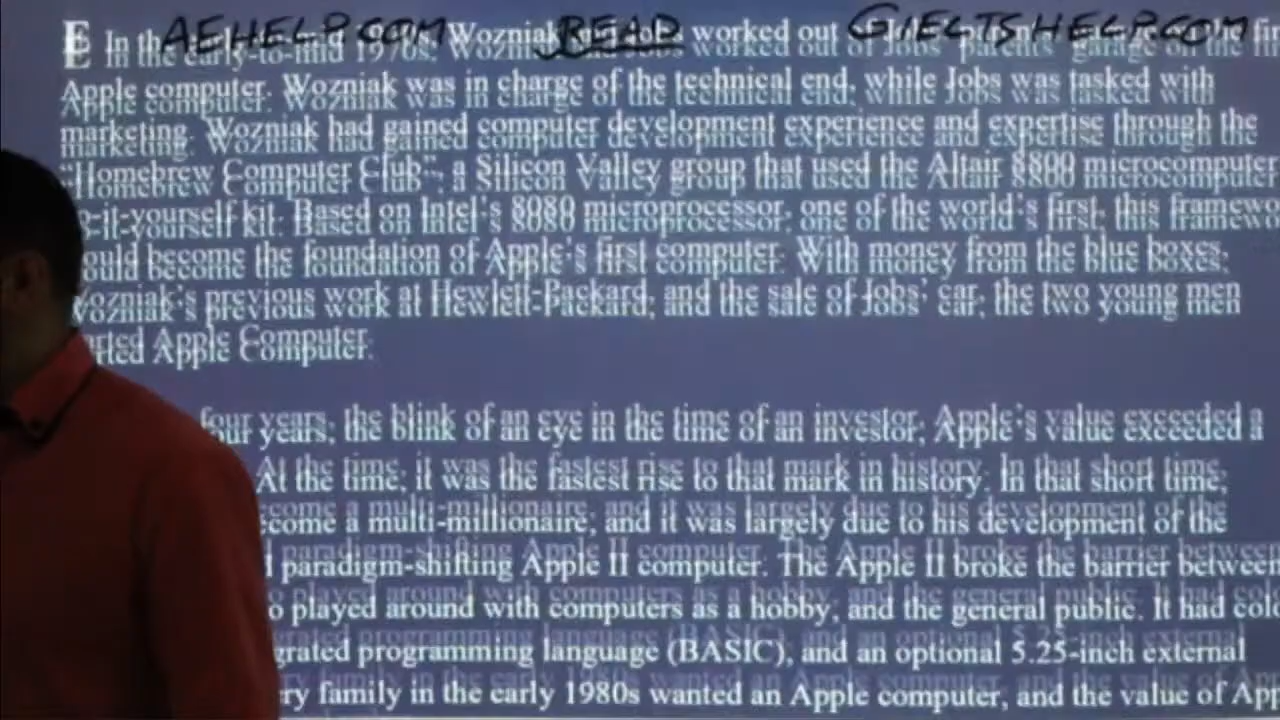 AEHELP.COM READ GIELTSHELP.COM
E In the early-to-mid 1970s, Wozniak and Jobs worked out of Jobs' parents' garage on the
Apple computer. Wozniak was in charge of the technical end, while Jobs was tasked with
marketing. Wozniak had gained computer development experience and expertise through the
"Homebrew Computer Club", a Silicon Valley group that used the Altair 8800 microcomputer
-it-yourself kit. Based on Intel's 8080 microprocessor, one of the world's first, this framewo
ould become the foundation of Apple's first computer. With money from the blue boxes,
Wozniak's previous work at Hewlett-Packard, and the sale of Jobs' car, the two young men
arted Apple Computer.
four years, the blink of an eye in the time of an investor, Apple's value exceeded a
At the time, it was the fastest rise to that mark in history. In that short time,
come a multi-millionaire, and it was largely due to his development of the
paradigm-shifting Apple II computer. The Apple II broke the barrier between
o played around with computers as a hobby, and the general public. It had colo
grated programming language (BASIC), and an optional 5.25-inch external
ry family in the early 1980s wanted an Apple computer, and the value of App